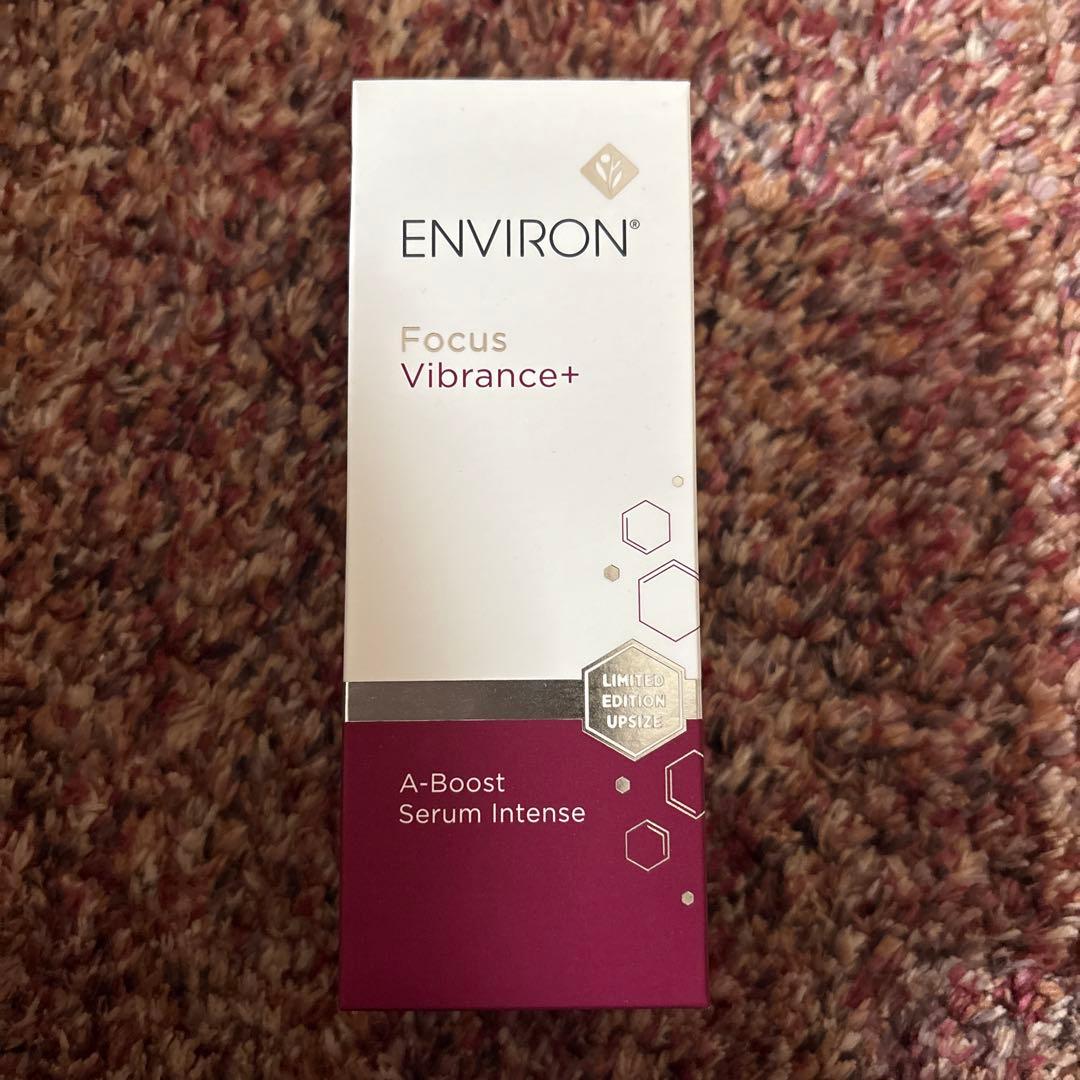 ENVIRON®
Focus
Vibrance+
LIMITED
EDITION
UPSIZE
A-Boost
Serum Intense